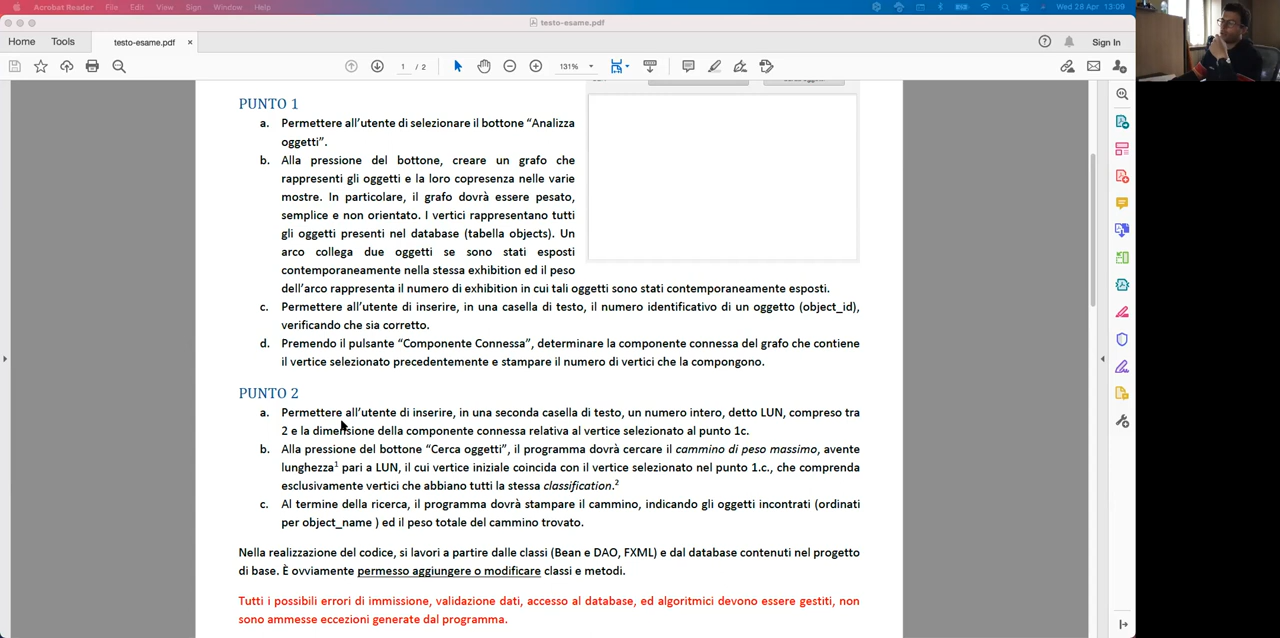 Acrobat Reader File Edit View Sign Window Help Wed 28 Apr 13:09
testo-esame.pdf
Home Tools testo-esame.pdf × Sign In
1 / 2 131%
PUNTO 1
a. Permettere all'utente di selezionare il bottone "Analizza
oggetti".
b. Alla pressione del bottone, creare un grafo che
rappresenti gli oggetti e la loro copresenza nelle varie
mostre. In particolare, il grafo dovrà essere pesato,
semplice e non orientato. I vertici rappresentano tutti
gli oggetti presenti nel database (tabella objects). Un
arco collega due oggetti se sono stati esposti
contemporaneamente nella stessa exhibition ed il peso
dell'arco rappresenta il numero di exhibition in cui tali oggetti sono stati contemporaneamente esposti.
c. Permettere all'utente di inserire, in una casella di testo, il numero identificativo di un oggetto (object_id),
verificando che sia corretto.
d. Premendo il pulsante "Componente Connessa", determinare la componente connessa del grafo che contiene
il vertice selezionato precedentemente e stampare il numero di vertici che la compongono.
PUNTO 2
a. Permettere all'utente di inserire, in una seconda casella di testo, un numero intero, detto LUN, compreso tra
2 e la dimensione della componente connessa relativa al vertice selezionato al punto 1c.
b. Alla pressione del bottone "Cerca oggetti", il programma dovrà cercare il cammino di peso massimo, avente
lunghezza¹ pari a LUN, il cui vertice iniziale coincida con il vertice selezionato nel punto 1.c., che comprenda
esclusivamente vertici che abbiano tutti la stessa classification.²
c. Al termine della ricerca, il programma dovrà stampare il cammino, indicando gli oggetti incontrati (ordinati
per object_name ) ed il peso totale del cammino trovato.
Nella realizzazione del codice, si lavori a partire dalle classi (Bean e DAO, FXML) e dal database contenuti nel progetto
di base. È ovviamente permesso aggiungere o modificare classi e metodi.
Tutti i possibili errori di immissione, validazione dati, accesso al database, ed algoritmici devono essere gestiti, non
sono ammesse eccezioni generate dal programma.